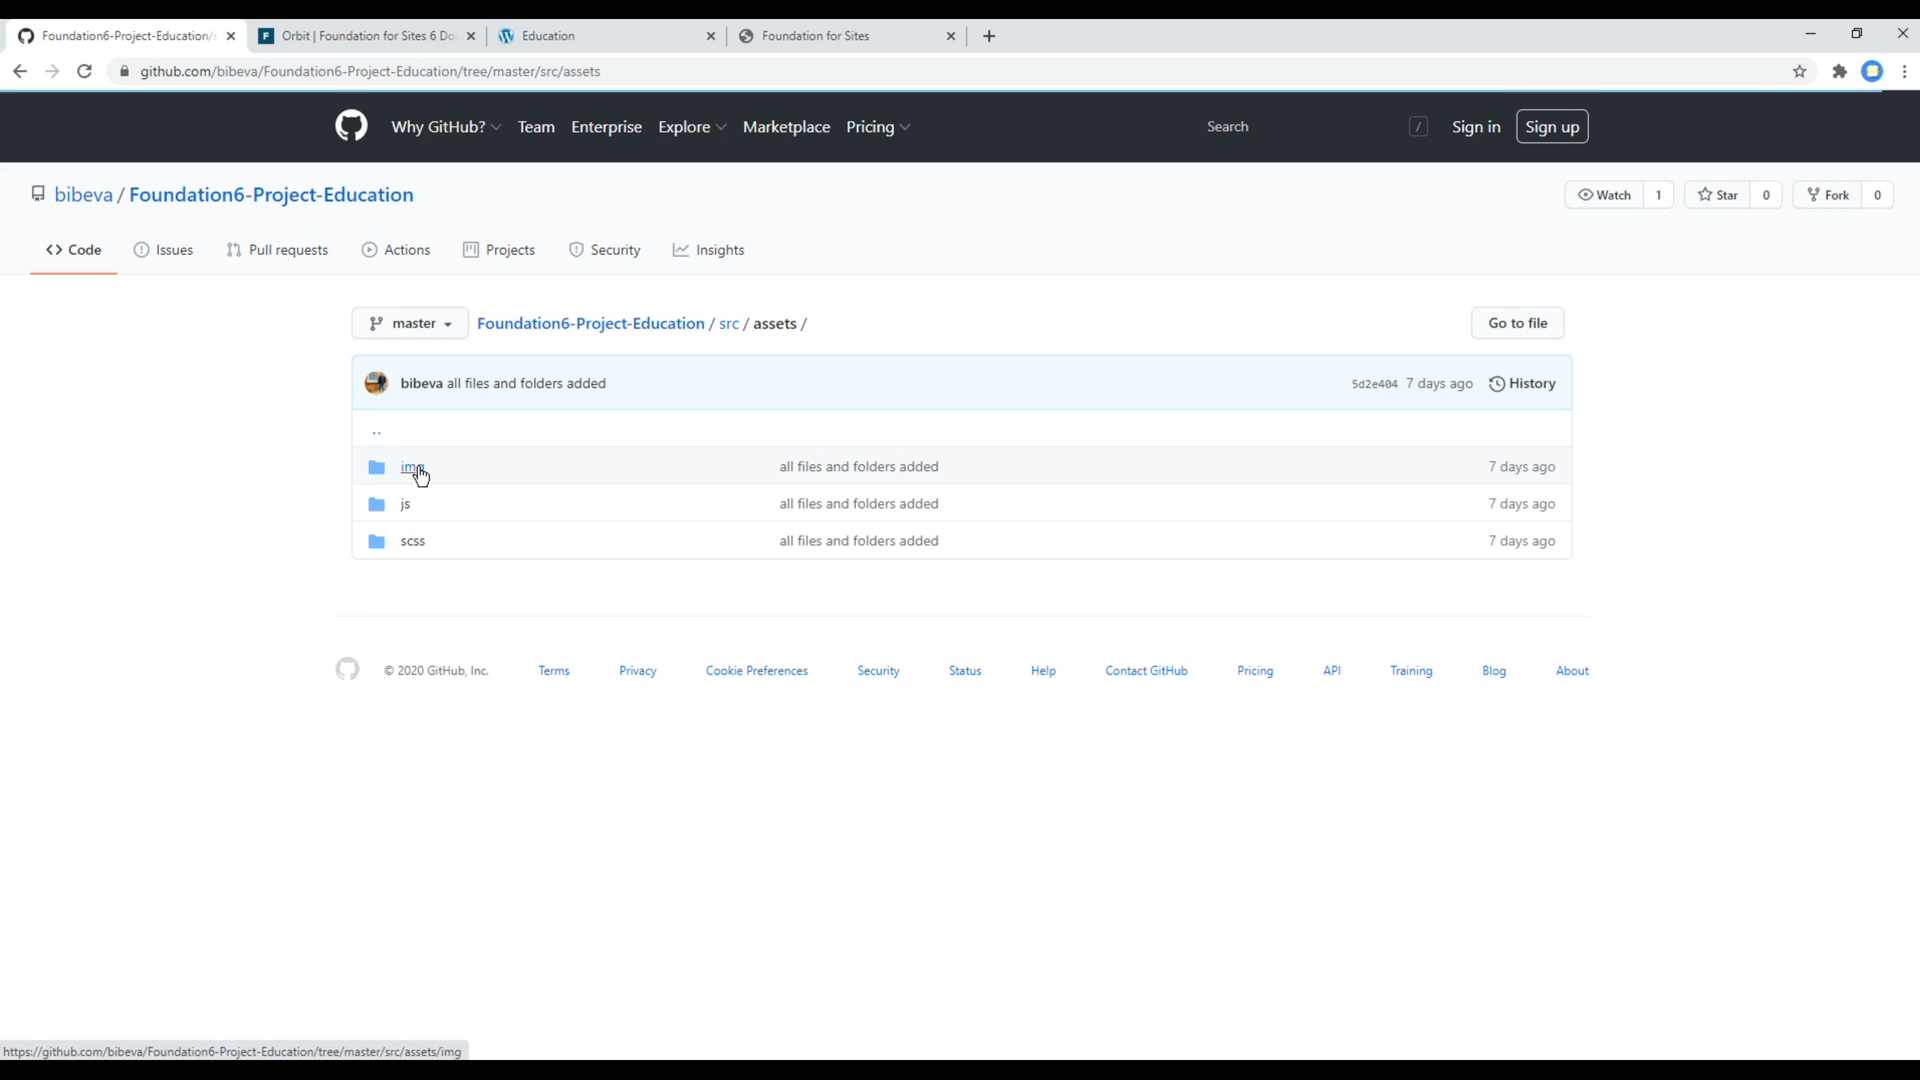 Foundation6-Project-Education/s
Orbit | Foundation for Sites 6 Do
Education
Foundation for Sites
github.com/bibeva/Foundation6-Project-Education/tree/master/src/assets
Why GitHub? Team Enterprise Explore Marketplace Pricing
Search /
Sign in Sign up
bibeva / Foundation6-Project-Education
Watch 1 Star 0 Fork 0
<> Code Issues Pull requests Actions Projects Security Insights
master Foundation6-Project-Education / src / assets /
Go to file
bibeva all files and folders added 5d2e404 7 days ago History
..
img all files and folders added 7 days ago
js all files and folders added 7 days ago
scss all files and folders added 7 days ago
© 2020 GitHub, Inc. Terms Privacy Cookie Preferences Security Status Help Contact GitHub Pricing API Training Blog About
https://github.com/bibeva/Foundation6-Project-Education/tree/master/src/assets/img